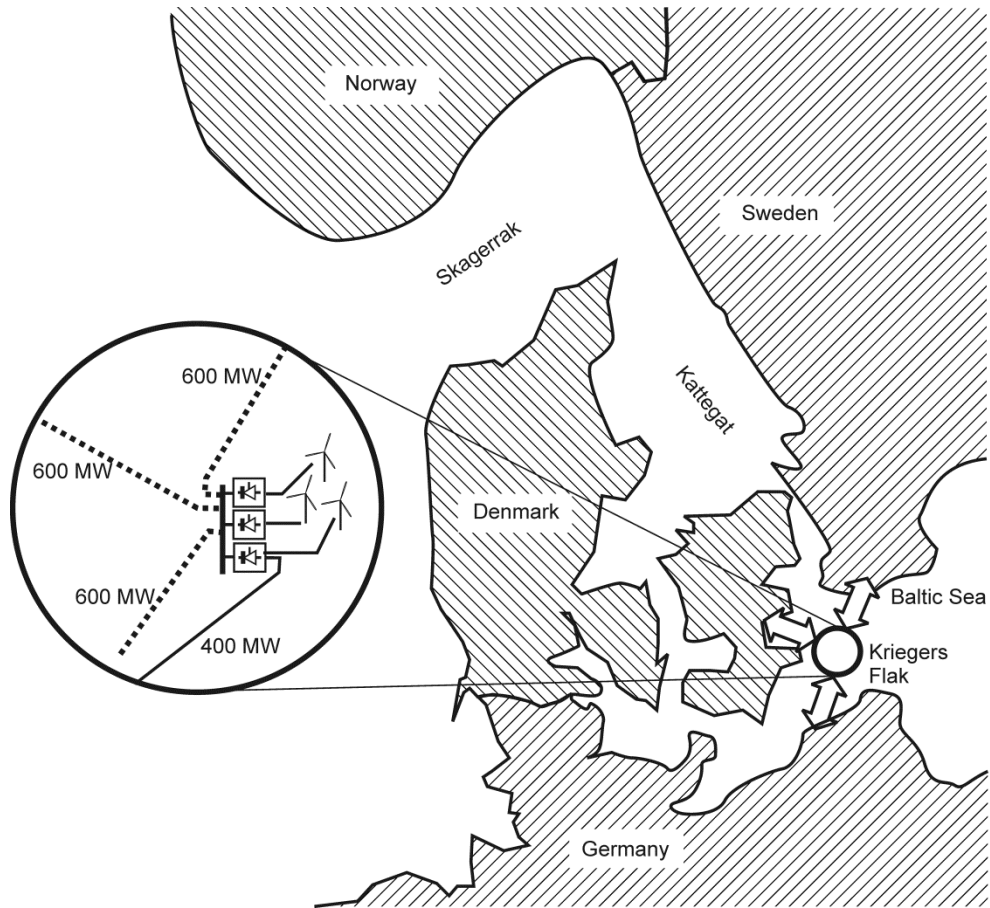 Norway
Sweden
Skagerrak
600 MW
Kattegat
600 MW
Denmark
600 MW
400 MW
Baltic Sea
Kriegers
Flak
Germany